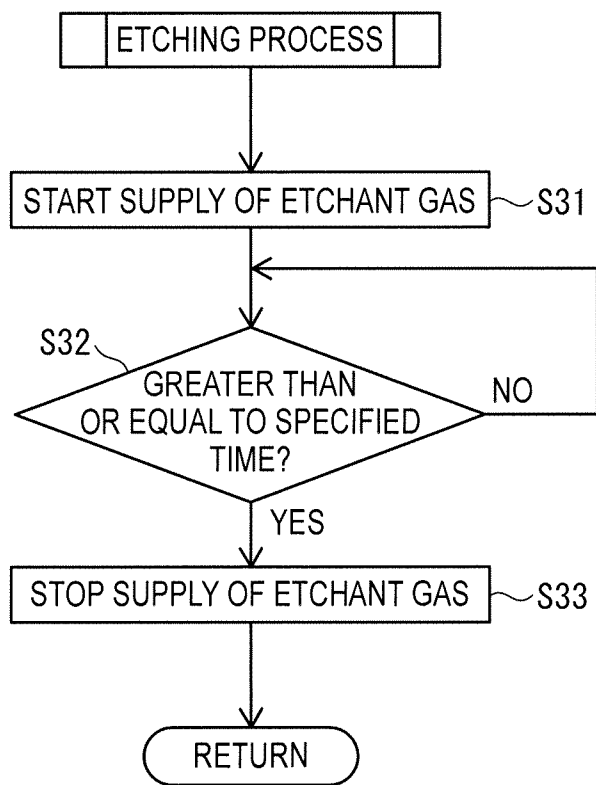 ETCHING PROCESS
START SUPPLY OF ETCHANT GAS
S31
S32
GREATER THAN
OR EQUAL TO SPECIFIED
TIME?
NO
YES
STOP SUPPLY OF ETCHANT GAS
S33
RETURN